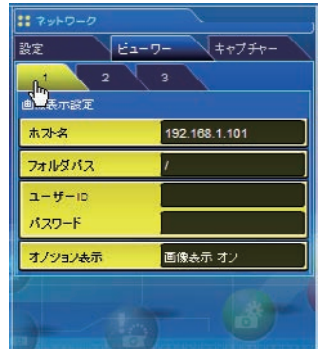 ネットワーク
設定 ビューワー キャプチャー
1 2 3
画像表示設定
ホスト名 192.168.1.101
フォルダパス /
ユーザーID
パスワード
オプション表示 画像表示 オン